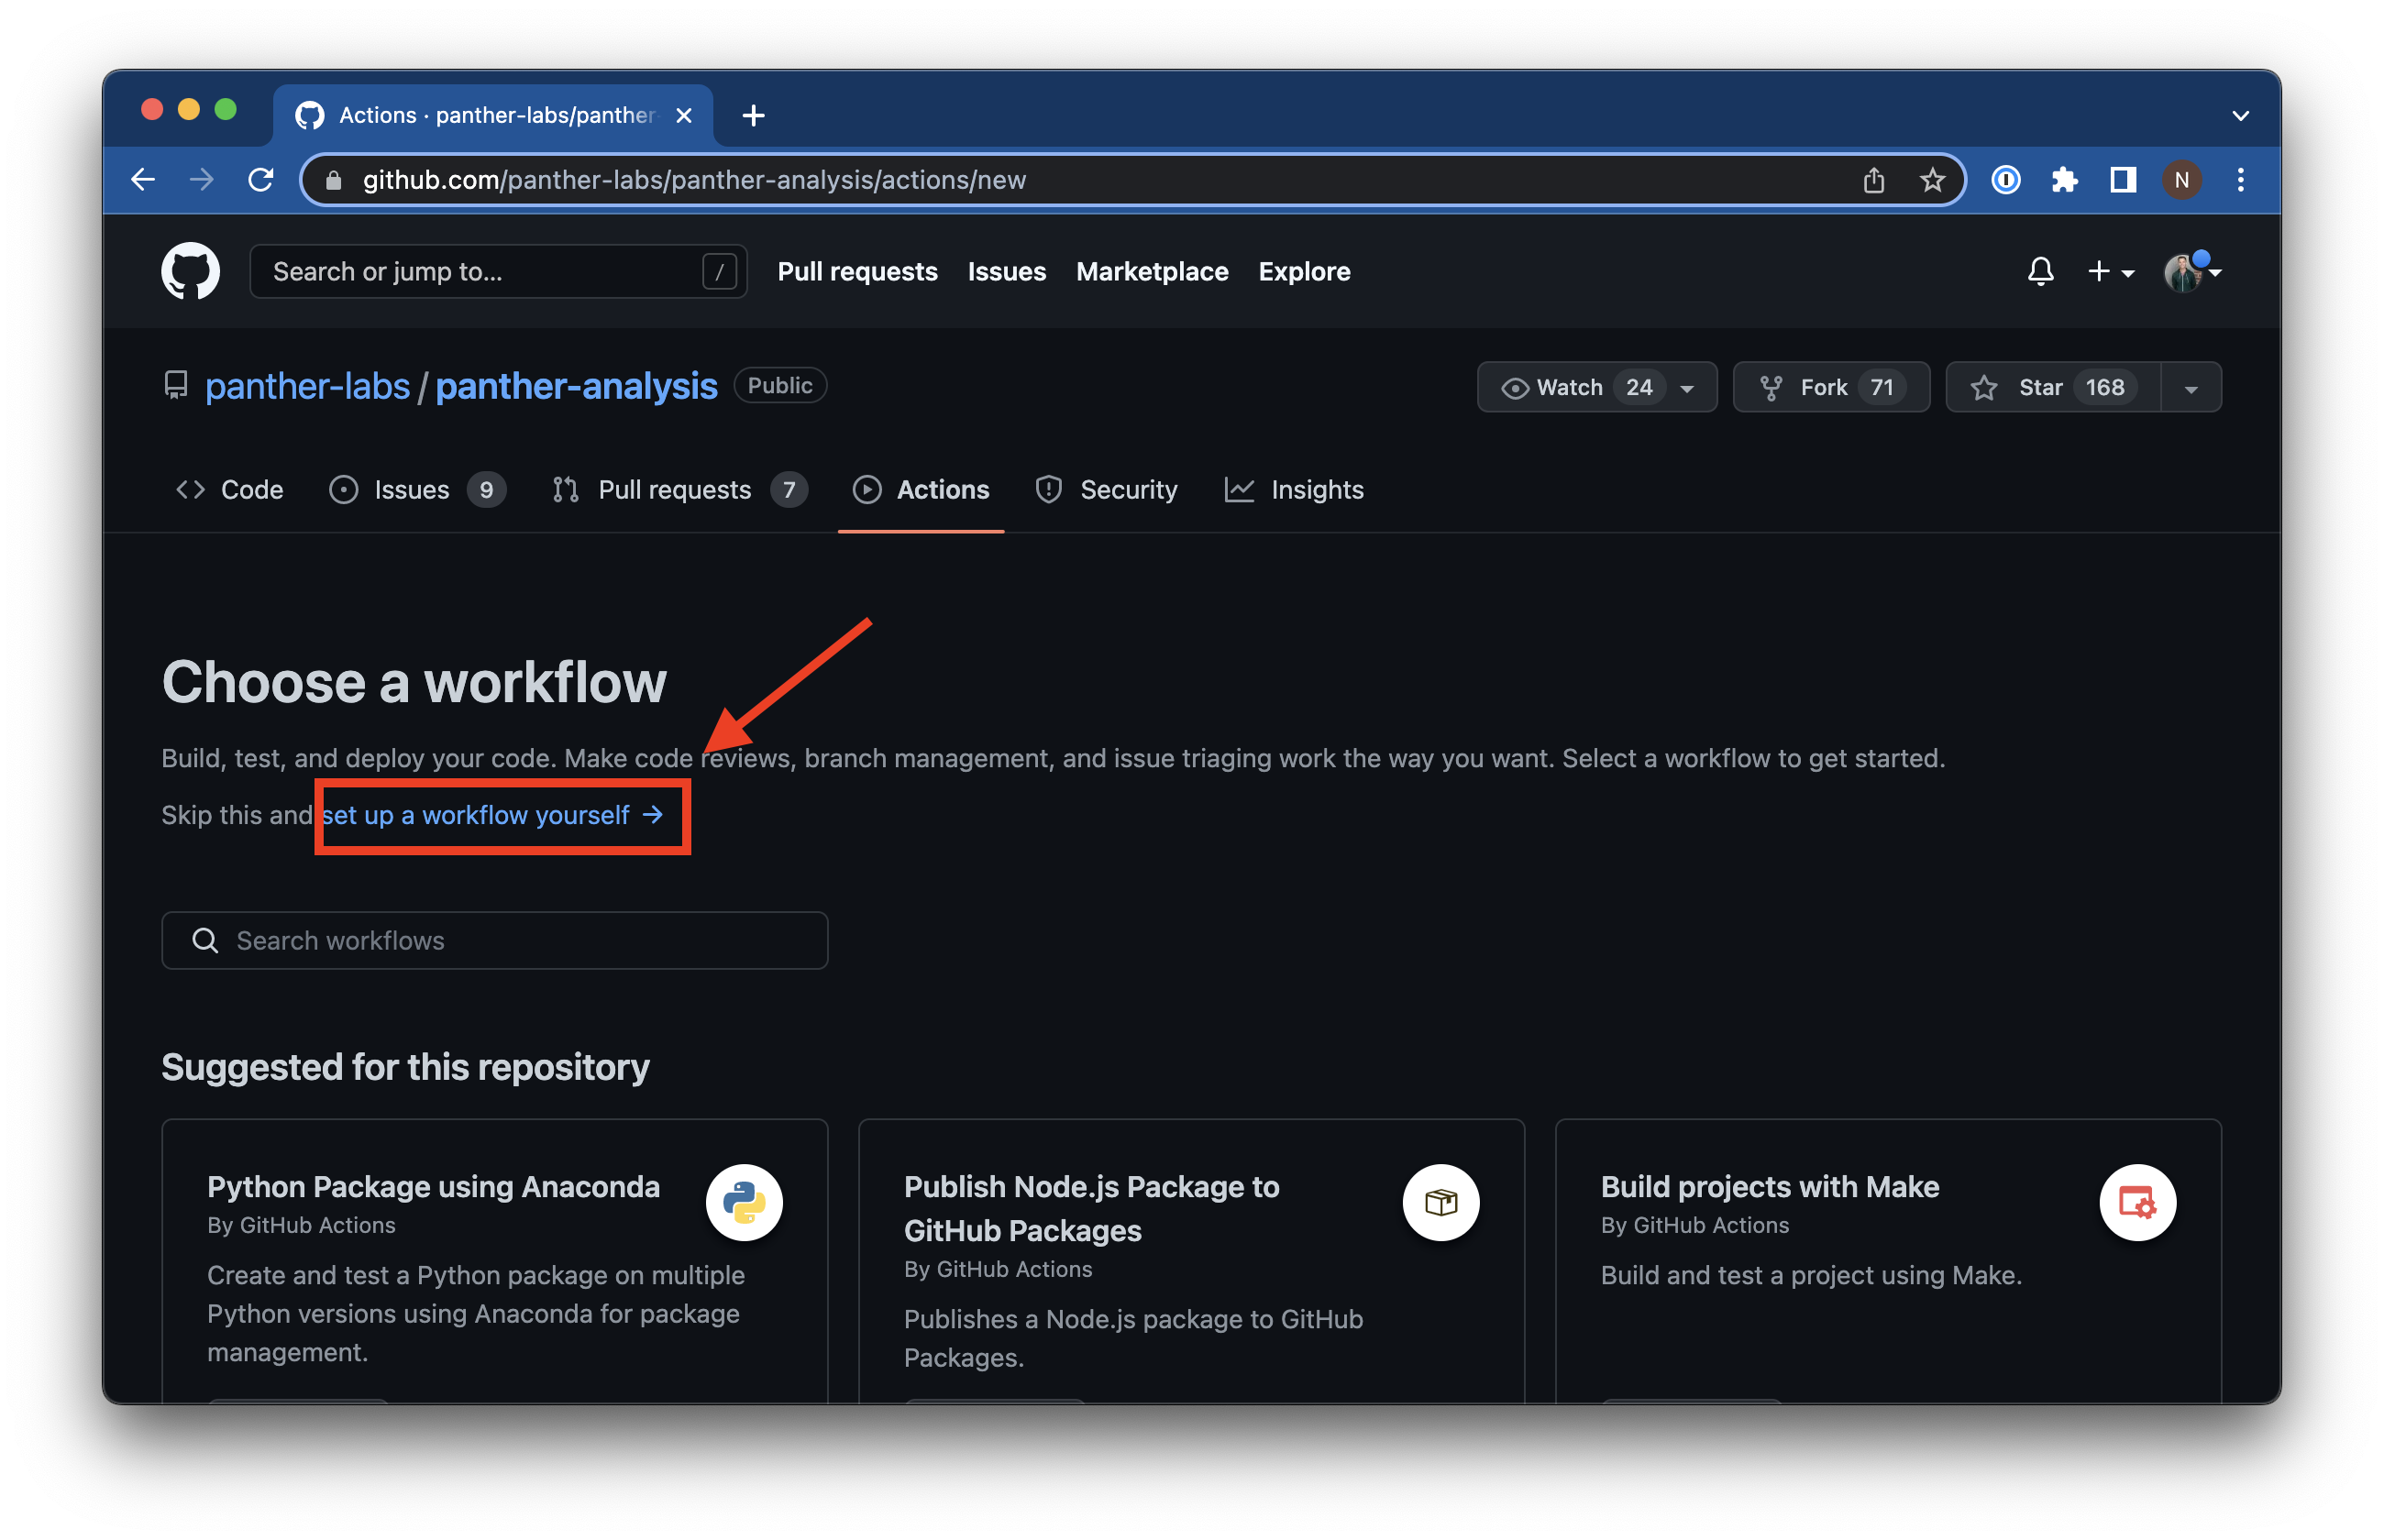 Actions · panther-labs/panther-
github.com/panther-labs/panther-analysis/actions/new
N
Search or jump to... /
Pull requests Issues Marketplace Explore
panther-labs / panther-analysis Public
Watch 24 Fork 71 Star 168
Code Issues 9 Pull requests 7 Actions Security Insights
Choose a workflow
Build, test, and deploy your code. Make code reviews, branch management, and issue triaging work the way you want. Select a workflow to get started.
Skip this and set up a workflow yourself →
Search workflows
Suggested for this repository
Python Package using Anaconda
By GitHub Actions
Create and test a Python package on multiple
Python versions using Anaconda for package
management.
Publish Node.js Package to
GitHub Packages
By GitHub Actions
Publishes a Node.js package to GitHub
Packages.
Build projects with Make
By GitHub Actions
Build and test a project using Make.